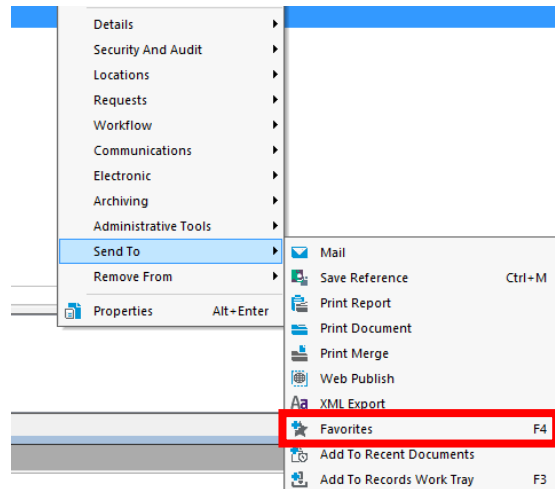 Details
Security And Audit
Locations
Requests
Workflow
Communications
Electronic
Archiving
Administrative Tools
Send To
Remove From
Properties Alt+Enter
Mail
Save Reference Ctrl+M
Print Report
Print Document
Print Merge
Web Publish
Aa XML Export
Favorites F4
Add To Recent Documents
Add To Records Work Tray F3